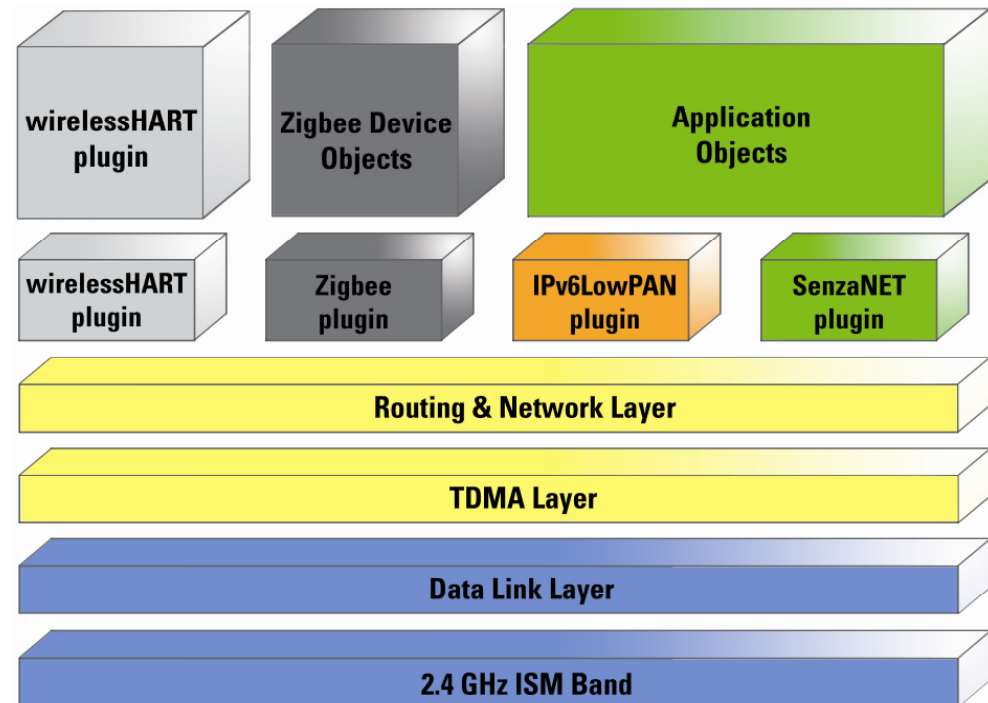 wirelessHART
plugin
Zigbee Device
Objects
Application
Objects
wirelessHART
plugin
Zigbee
plugin
IPv6LowPAN
plugin
SenzaNET
plugin
Routing & Network Layer
TDMA Layer
Data Link Layer
2.4 GHz ISM Band